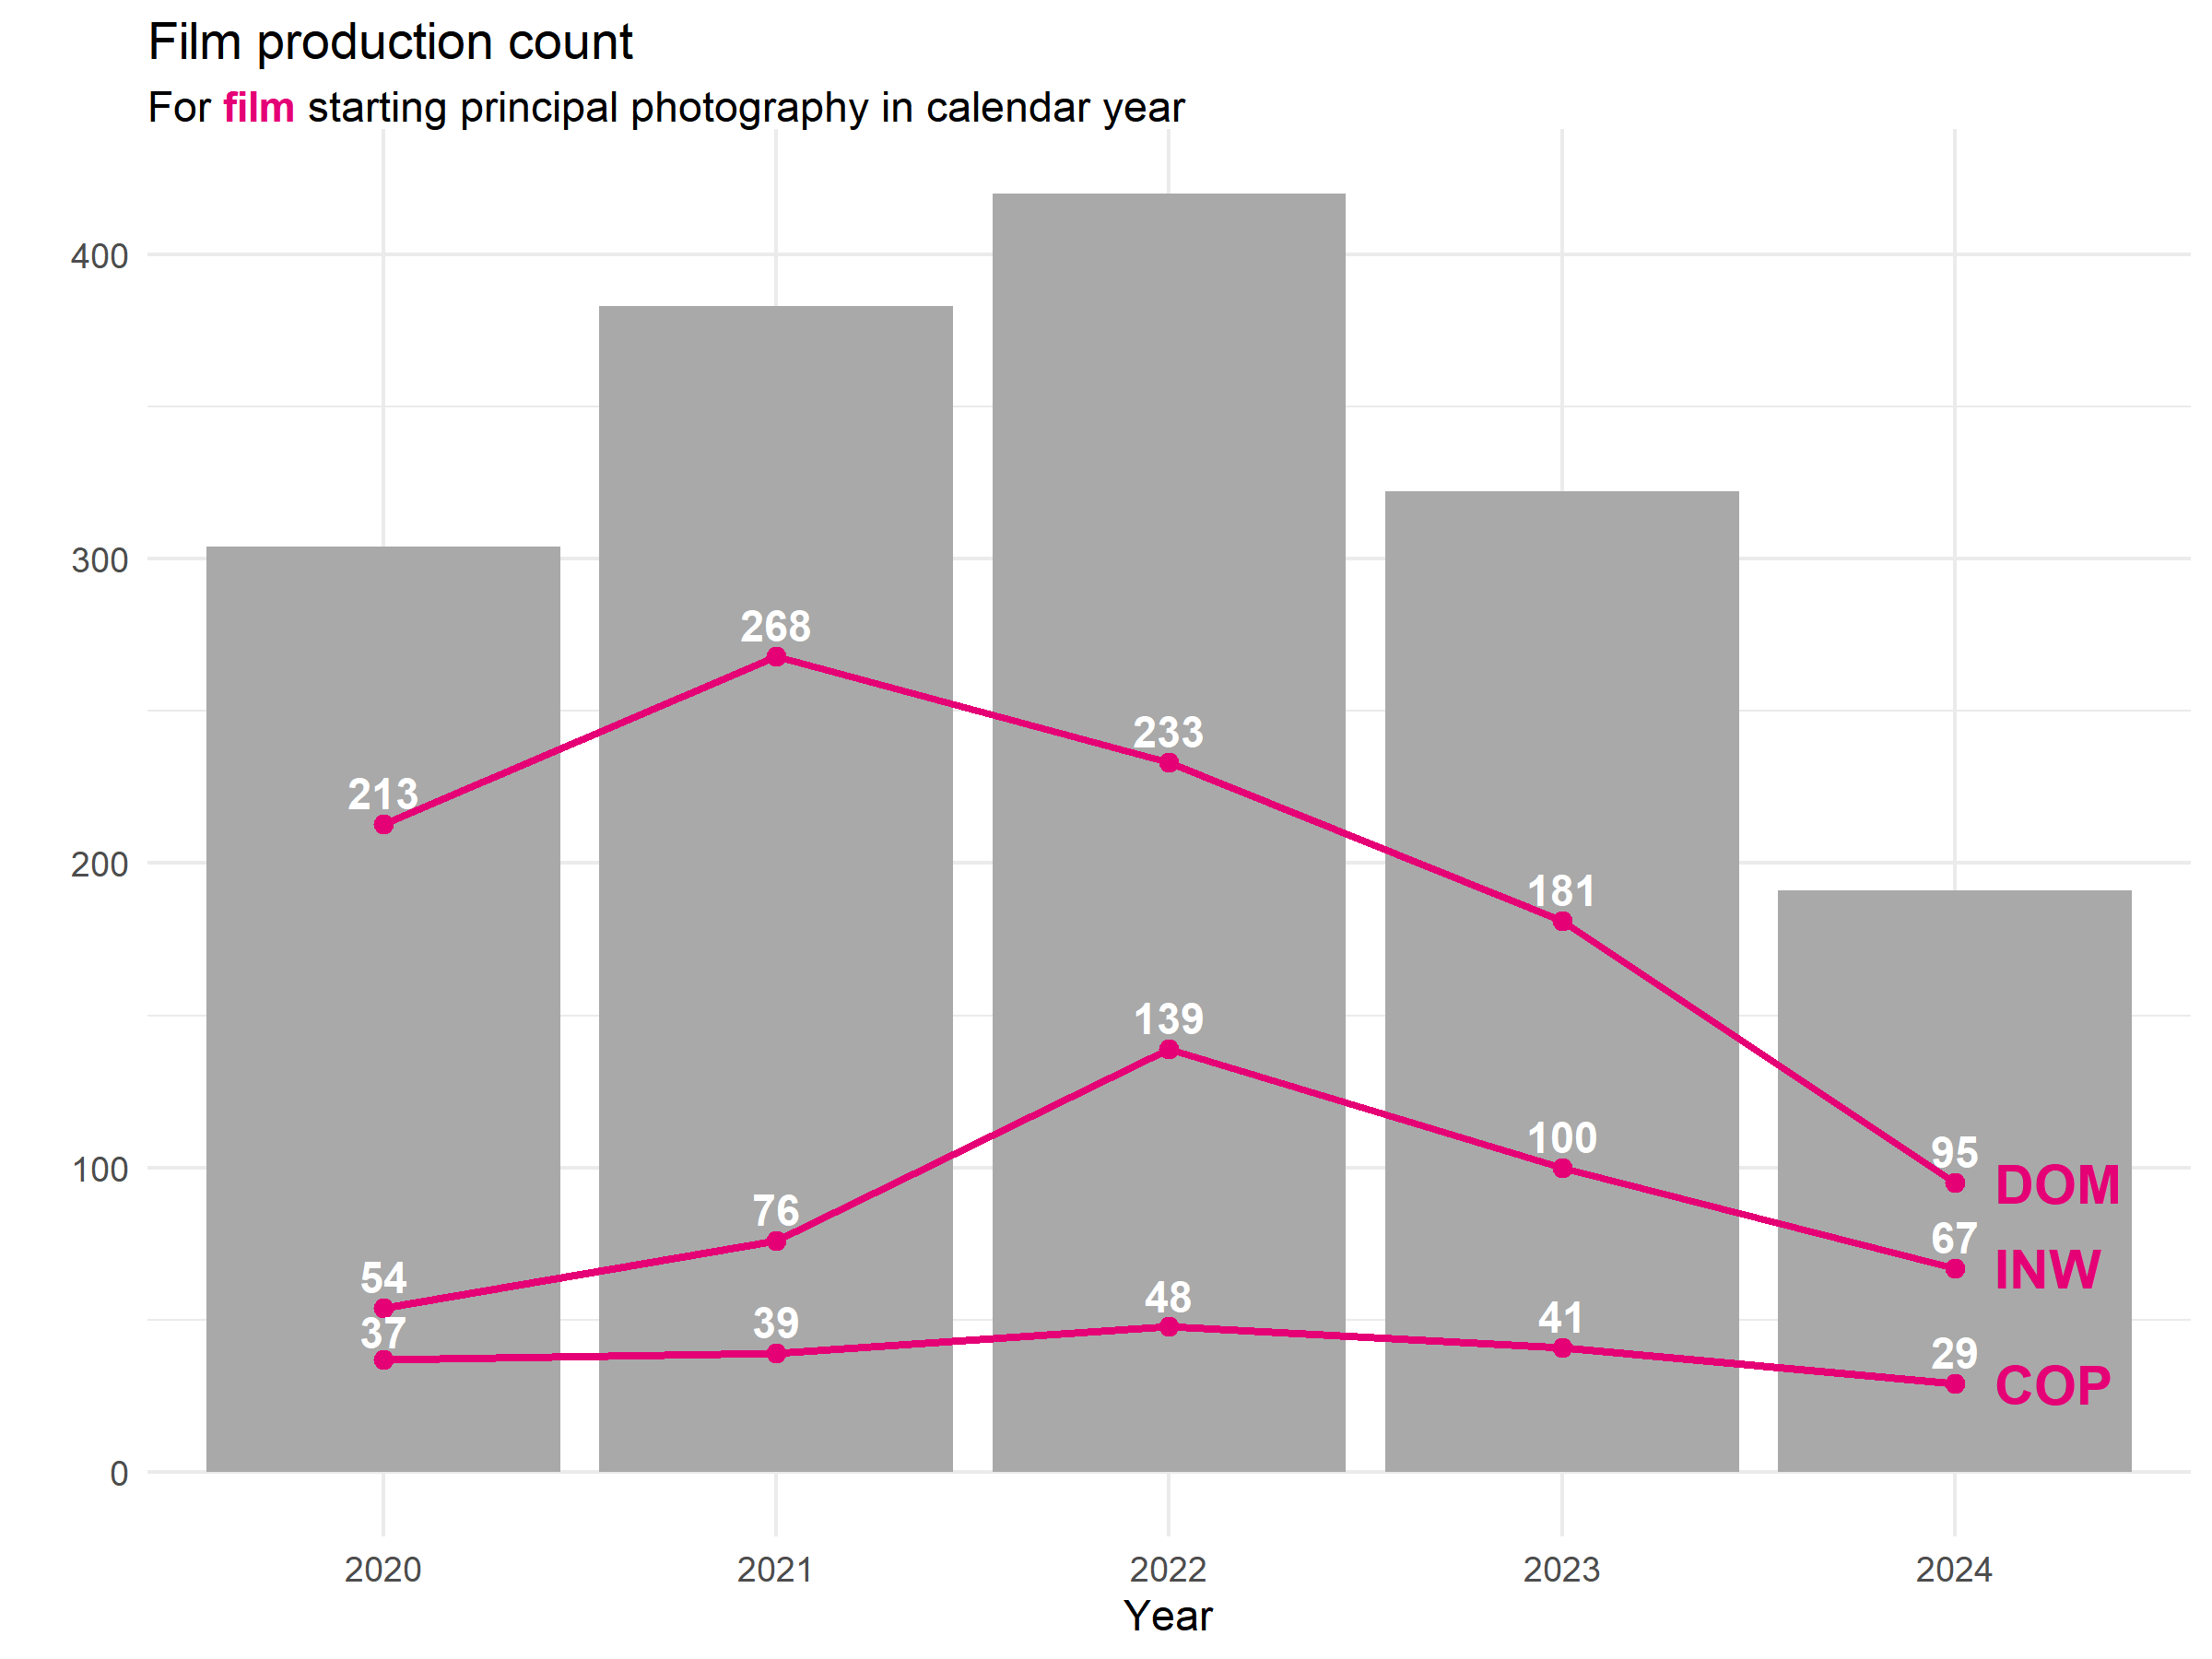 Film production count
For film starting principal photography in calendar year
400
300
200
100
0
213
268
233
181
95
DOM
54
76
139
100
67
INW
37
39
48
41
29
COP
2020 2021 2022 2023 2024
Year